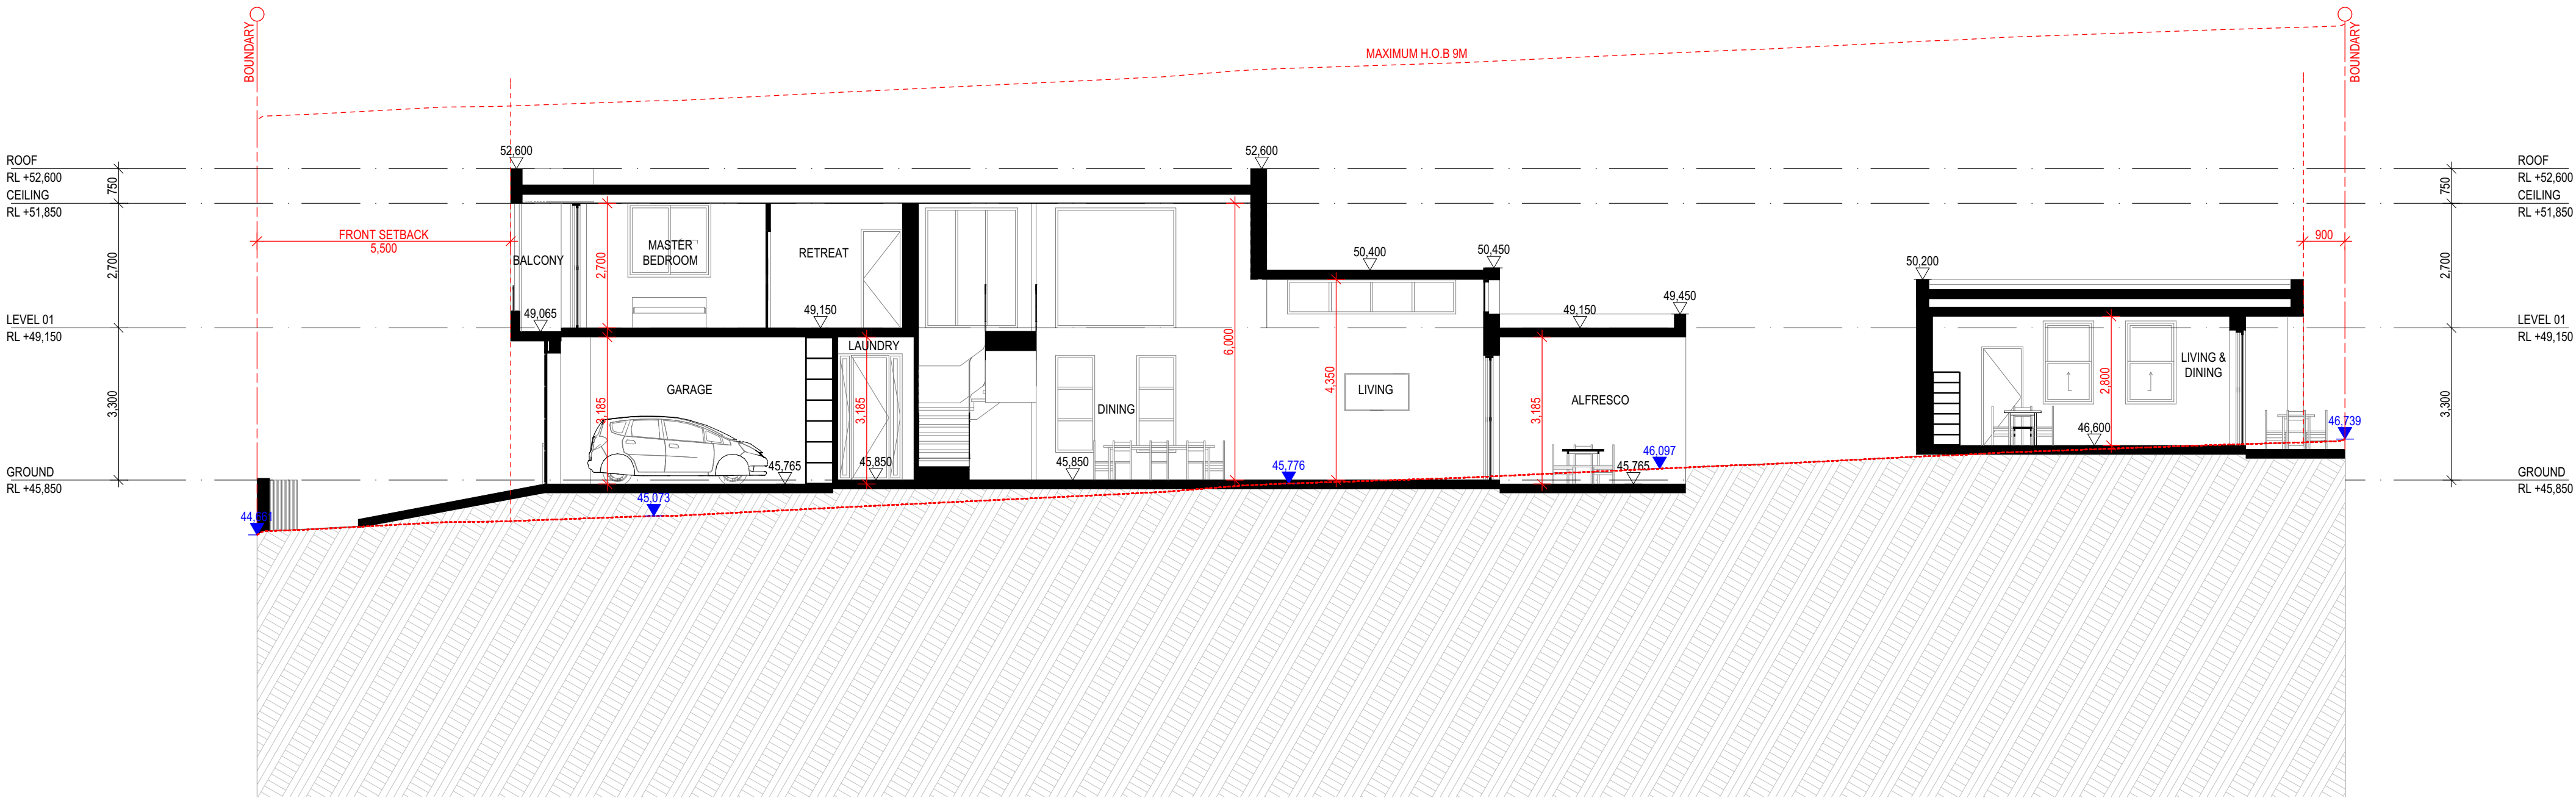 BOUNDARY
MAXIMUM H.O.B 9M
BOUNDARY
ROOF
RL +52,600
CEILING
RL +51,850
LEVEL 01
RL +49,150
GROUND
RL +45,850
750
2,700
3,300
FRONT SETBACK
5,500
52,600
52,600
BALCONY
2,700
MASTER
BEDROOM
RETREAT
49,065
49,150
50,400
50,450
49,150
49,450
50,200
900
LAUNDRY
GARAGE
3,185
6,000
4,350
DINING
LIVING
3,185
ALFRESCO
2,800
LIVING &
DINING
45,765
45,850
45,850
45,776
46,097
45,765
46,600
46,739
45,073
ROOF
RL +52,600
CEILING
RL +51,850
LEVEL 01
RL +49,150
GROUND
RL +45,850
750
2,700
3,300